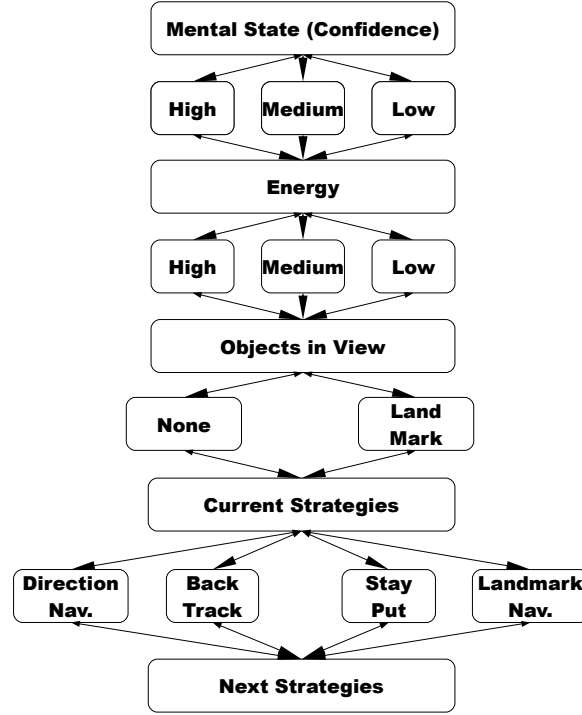 Mental State (Confidence)
High
Medium
Low
Energy
High
Medium
Low
Objects in View
None
Land
Mark
Current Strategies
Direction
Nav.
Back
Track
Stay
Put
Landmark
Nav.
Next Strategies